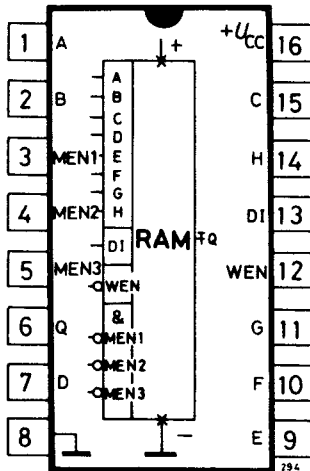 +
+UCC
1 A
16
A
2 B
B
C 15
C
D
3 MEN1
E
H 14
F
G
4 MEN2
H
DI 13
DI
RAM
Q
5 MEN3
WEN 12
WEN
6 Q
&
G 11
MEN1
7 D
MEN2
F 10
MEN3
8
-
E 9
294